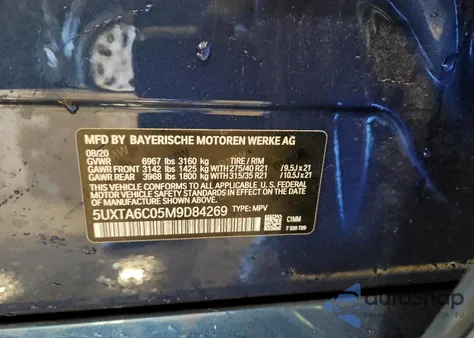 MFD BY BAYERISCHE MOTOREN WERKE AG
08/20
GVWR 6967 lbs 3160 kg TIRE / RIM
GAWR FRONT 3142 lbs 1425 kg WITH 275/40 R21 / 9.5J x 21
GAWR REAR 3968 lbs 1800 kg WITH 315/35 R21 / 10.5J x 21
THIS VEHICLE CONFORMS TO ALL APPLICABLE FEDERAL
MOTOR VEHICLE SAFETY STANDARDS IN EFFECT ON THE DATE OF
MANUFACTURE SHOWN ABOVE.
5UXTA6C05M9D84269 TYPE: MPV
C1MM
autosnap